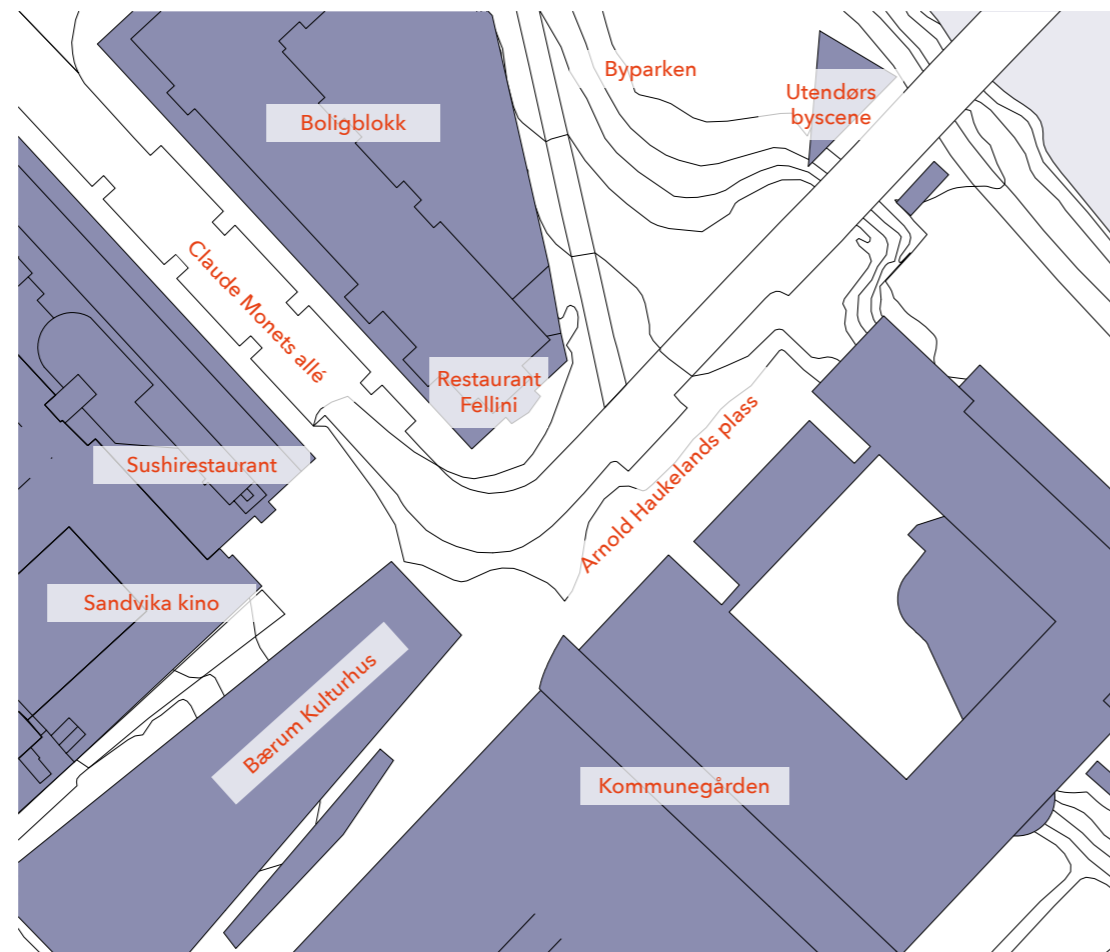 Byparken
Utendørs
byscene
Boligblokk
Claude Monets allé
Restaurant
Fellini
Arnold Haukelands plass
Sushirestaurant
Sandvika kino
Bærum Kulturhus
Kommunegården